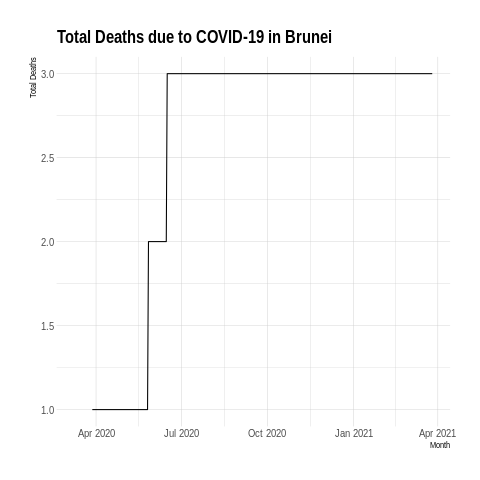 Total Deaths due to COVID-19 in Brunei
Total Deaths
3.0
2.5
2.0
1.5
1.0
Apr 2020 Jul 2020 Oct 2020 Jan 2021 Apr 2021
Month